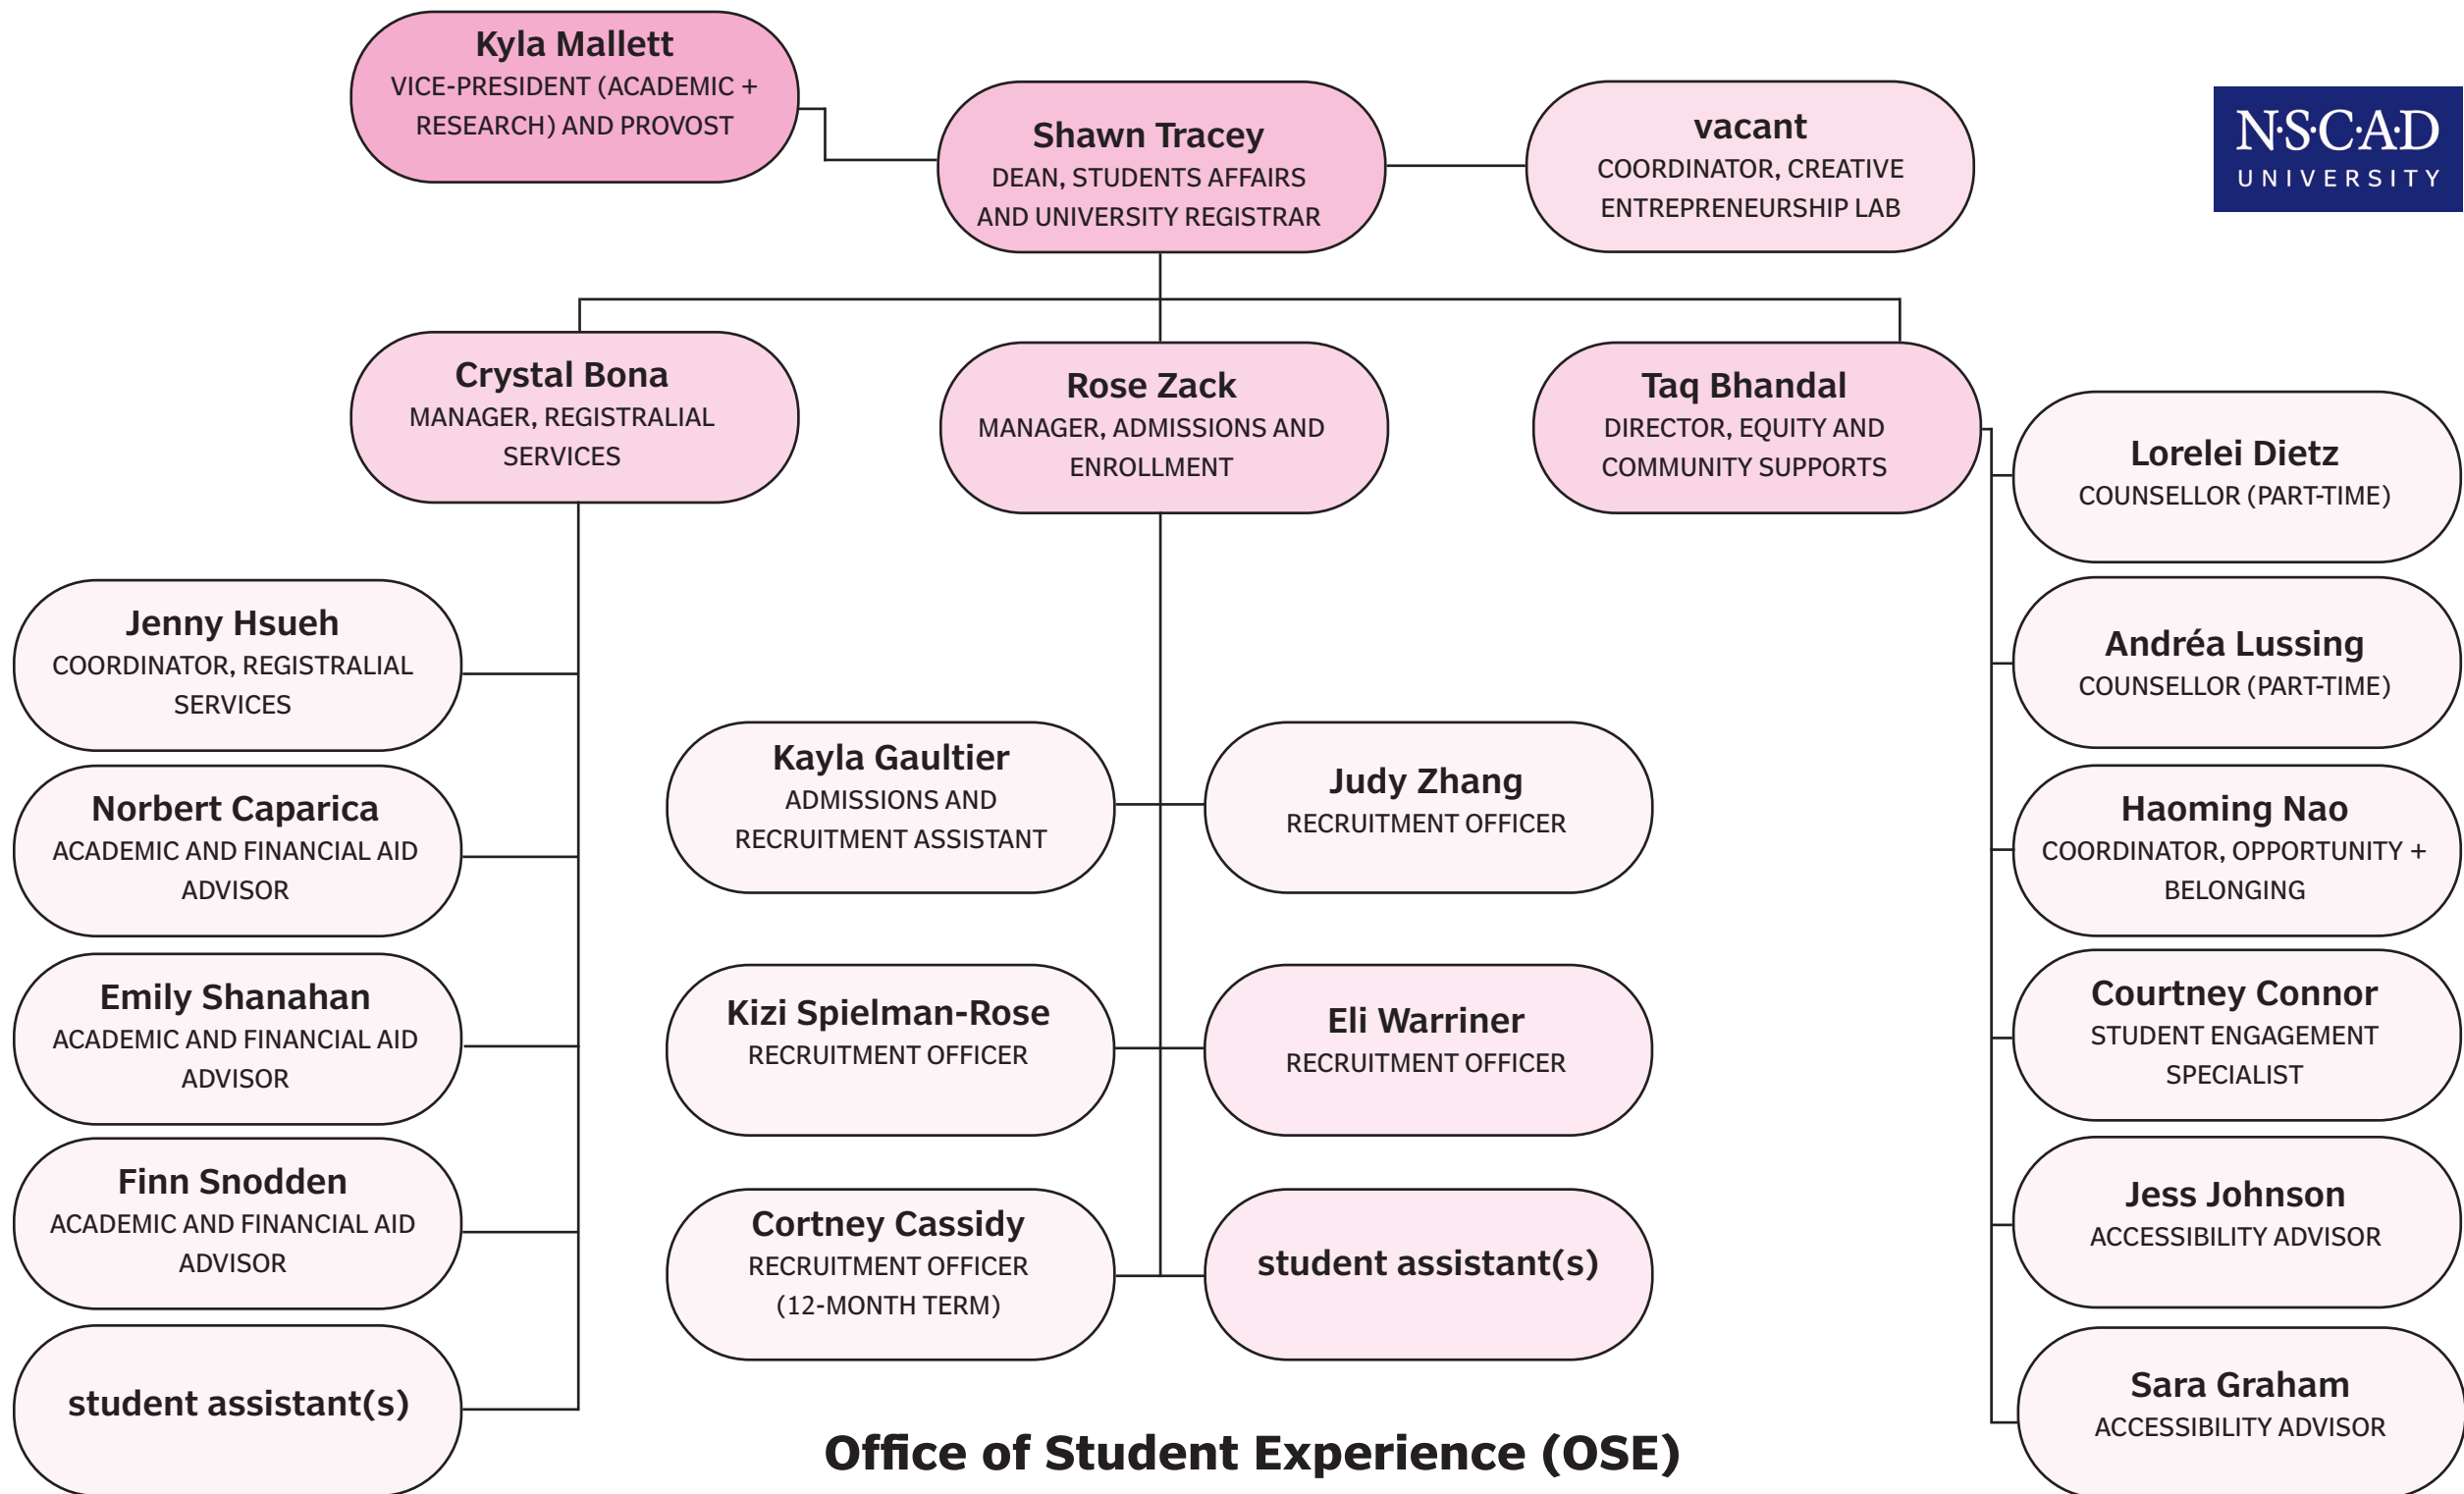 Kyla Mallett
VICE-PRESIDENT (ACADEMIC +
RESEARCH) AND PROVOST
Shawn Tracey
DEAN, STUDENTS AFFAIRS
AND UNIVERSITY REGISTRAR
vacant
COORDINATOR, CREATIVE
ENTREPRENEURSHIP LAB
N·S·C·A·D
UNIVERSITY
Crystal Bona
MANAGER, REGISTRALIAL
SERVICES
Rose Zack
MANAGER, ADMISSIONS AND
ENROLLMENT
Taq Bhandal
DIRECTOR, EQUITY AND
COMMUNITY SUPPORTS
Jenny Hsueh
COORDINATOR, REGISTRALIAL
SERVICES
Norbert Caparica
ACADEMIC AND FINANCIAL AID
ADVISOR
Emily Shanahan
ACADEMIC AND FINANCIAL AID
ADVISOR
Finn Snodden
ACADEMIC AND FINANCIAL AID
ADVISOR
student assistant(s)
Kayla Gaultier
ADMISSIONS AND
RECRUITMENT ASSISTANT
Judy Zhang
RECRUITMENT OFFICER
Kizi Spielman-Rose
RECRUITMENT OFFICER
Eli Warriner
RECRUITMENT OFFICER
Cortney Cassidy
RECRUITMENT OFFICER
(12-MONTH TERM)
student assistant(s)
Lorelei Dietz
COUNSELLOR (PART-TIME)
Andréa Lussing
COUNSELLOR (PART-TIME)
Haoming Nao
COORDINATOR, OPPORTUNITY +
BELONGING
Courtney Connor
STUDENT ENGAGEMENT
SPECIALIST
Jess Johnson
ACCESSIBILITY ADVISOR
Sara Graham
ACCESSIBILITY ADVISOR
Office of Student Experience (OSE)